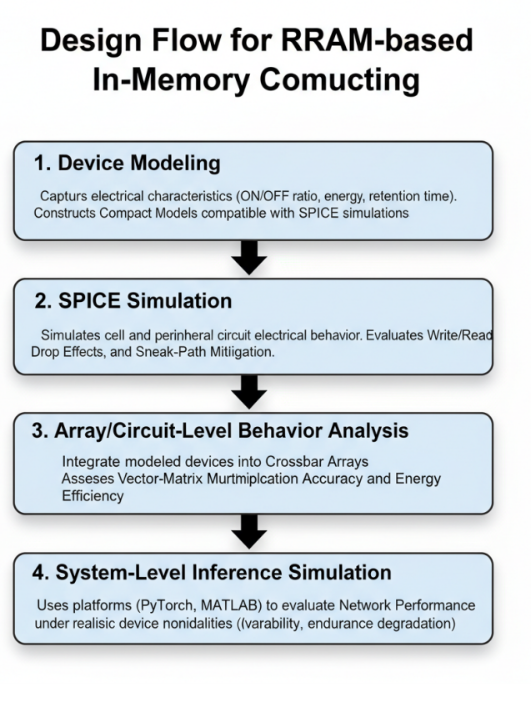 Design Flow for RRAM-based
In-Memory Comucting
1. Device Modeling
Capturs electrical characteristics (ON/OFF ratio, energy, retention time).
Constructs Compact Models compatible with SPICE simulations
2. SPICE Simulation
Simulates cell and perinheral circuit electrical behavior. Evaluates Write/Read
Drop Effects, and Sneak-Path Mitligation.
3. Array/Circuit-Level Behavior Analysis
Integrate modeled devices into Crossbar Arrays
Asseses Vector-Matrix Murtmiplcation Accuracy and Energy
Efficiency
4. System-Level Inference Simulation
Uses platforms (PyTorch, MATLAB) to evaluate Network Performance
under realisic device nonidalities ((varability, endurance degradation)